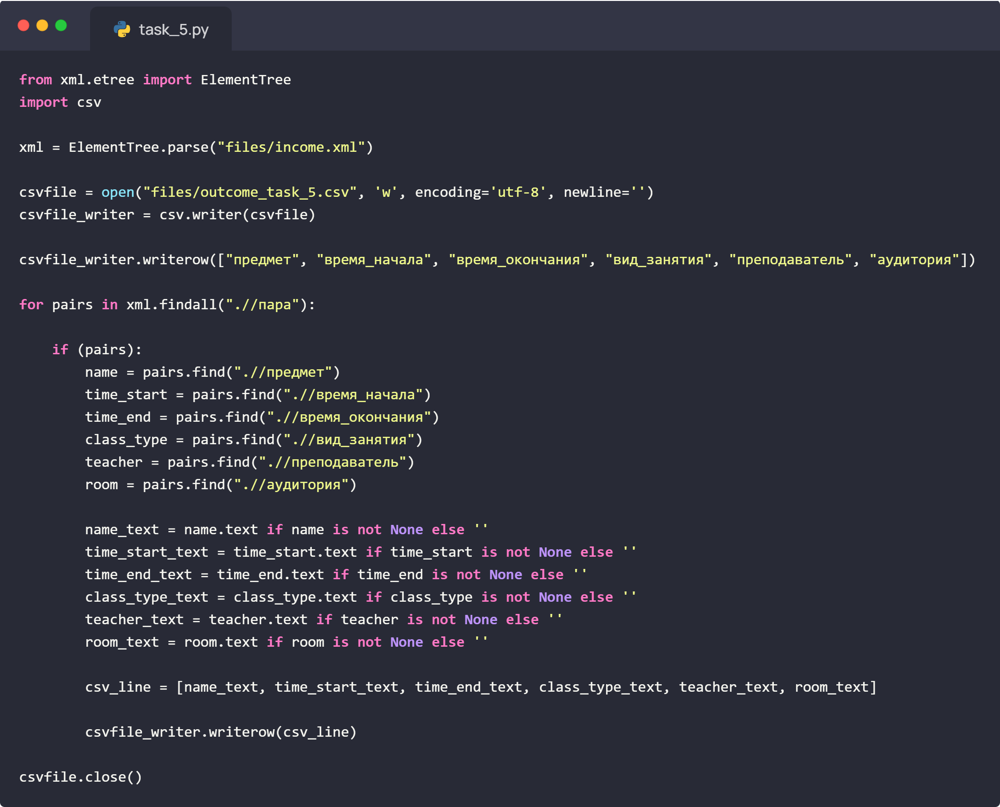 task_5.py
from xml.etree import ElementTree
import csv
xml = ElementTree.parse("files/income.xml")
csvfile = open("files/outcome_task_5.csv", 'w', encoding='utf-8', newline='')
csvfile_writer = csv.writer(csvfile)
csvfile_writer.writerow(["предмет", "время_начала", "время_окончания", "вид_занятия", "преподаватель", "аудитория"])
for pairs in xml.findall(".//пара"):
    if (pairs):
        name = pairs.find(".//предмет")
        time_start = pairs.find(".//время_начала")
        time_end = pairs.find(".//время_окончания")
        class_type = pairs.find(".//вид_занятия")
        teacher = pairs.find(".//преподаватель")
        room = pairs.find(".//аудитория")
        name_text = name.text if name is not None else ''
        time_start_text = time_start.text if time_start is not None else ''
        time_end_text = time_end.text if time_end is not None else ''
        class_type_text = class_type.text if class_type is not None else ''
        teacher_text = teacher.text if teacher is not None else ''
        room_text = room.text if room is not None else ''
        csv_line = [name_text, time_start_text, time_end_text, class_type_text, teacher_text, room_text]
        csvfile_writer.writerow(csv_line)
csvfile.close()